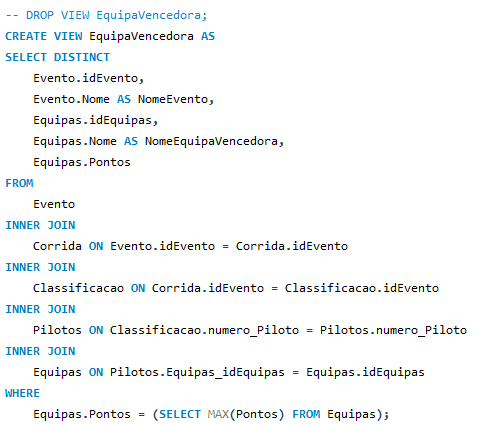 -- DROP VIEW EquipaVencedora;
CREATE VIEW EquipaVencedora AS
SELECT DISTINCT
    Evento.idEvento,
    Evento.Nome AS NomeEvento,
    Equipas.idEquipas,
    Equipas.Nome AS NomeEquipaVencedora,
    Equipas.Pontos
FROM
    Evento
INNER JOIN
    Corrida ON Evento.idEvento = Corrida.idEvento
INNER JOIN
    Classificacao ON Corrida.idEvento = Classificacao.idEvento
INNER JOIN
    Pilotos ON Classificacao.numero_Piloto = Pilotos.numero_Piloto
INNER JOIN
    Equipas ON Pilotos.Equipas_idEquipas = Equipas.idEquipas
WHERE
    Equipas.Pontos = (SELECT MAX(Pontos) FROM Equipas);